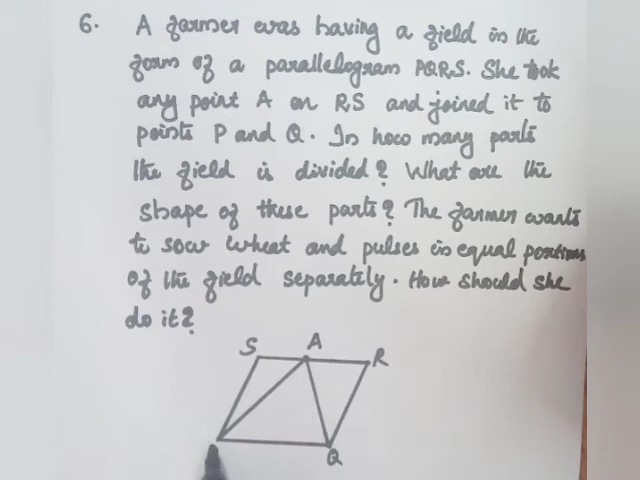 6. A farmer was having a field in the
form of a parallelogram PQRS. She took
any point A on RS and joined it to
points P and Q. In how many parts
the field is divided? What are the
shape of these parts? The farmer wants
to sow wheat and pulses in equal portions
of the field separately. How should she
do it?
S A R
Q